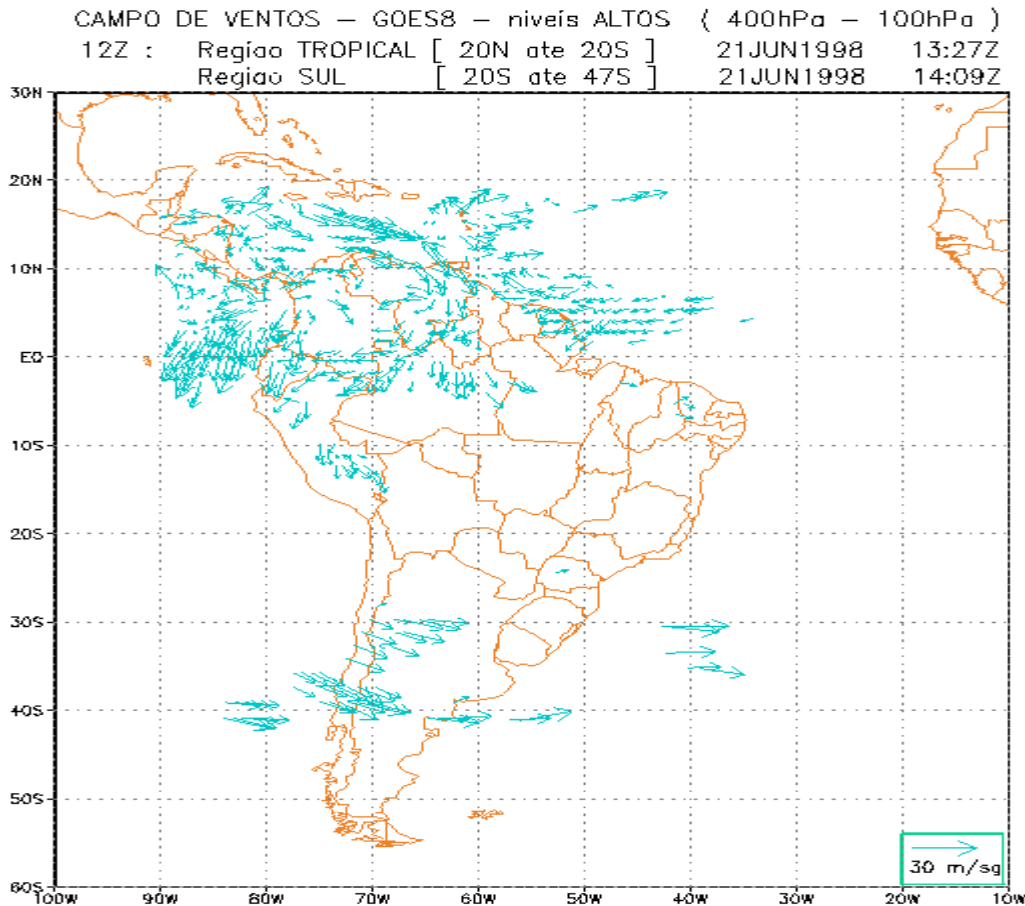 CAMPO DE VENTOS – GOES8 – niveis ALTOS ( 400hPa – 100hPa )
12Z : Regiao TROPICAL [ 20N ate 20S ] 21JUN1998 13:27Z
Regiao SUL [ 20S ate 47S ] 21JUN1998 14:09Z
30N
20N
10N
EQ
10S
20S
30S
40S
50S
60S
30 m/sg
100W 90W 80W 70W 60W 50W 40W 30W 20W 10W